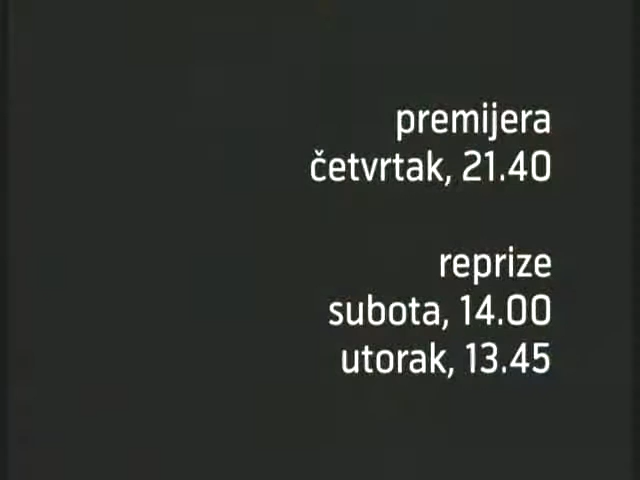 premijera
četvrtak, 21.40
reprize
subota, 14.00
utorak, 13.45